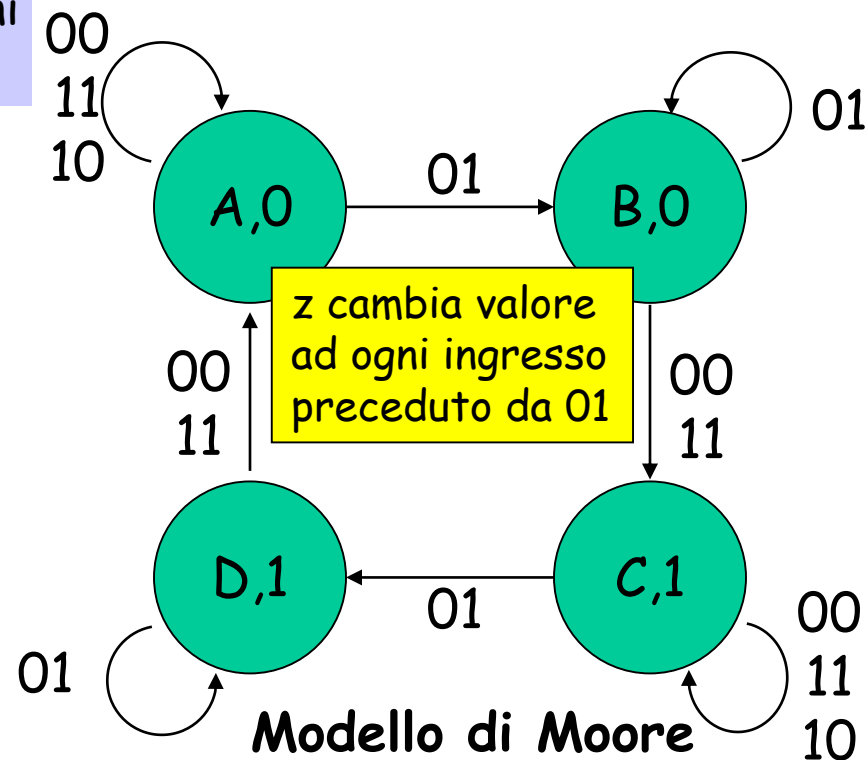 00
11
10
01
A,0
01
B,0
z cambia valore
ad ogni ingresso
preceduto da 01
00
11
00
11
D,1
01
C,1
01
00
11
10
Modello di Moore